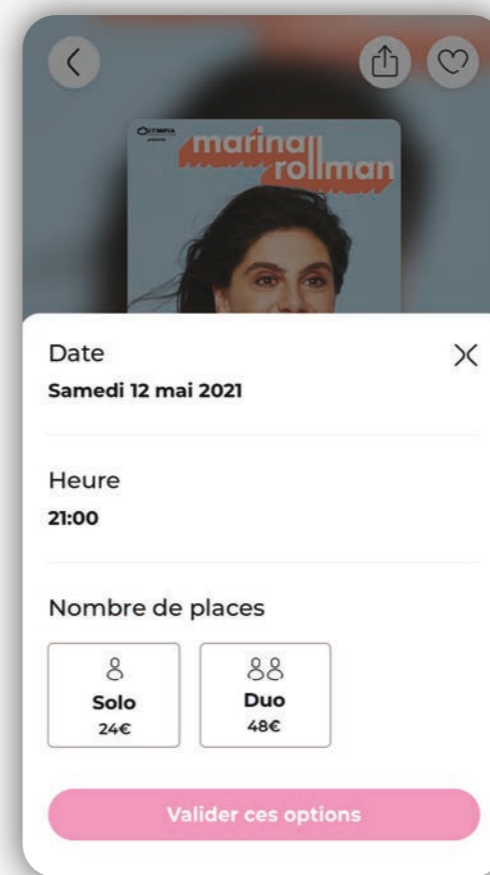 OLYMPIA
marina
rollman
Date
Samedi 12 mai 2021
Heure
21:00
Nombre de places
Solo
24€
Duo
48€
Valider ces options